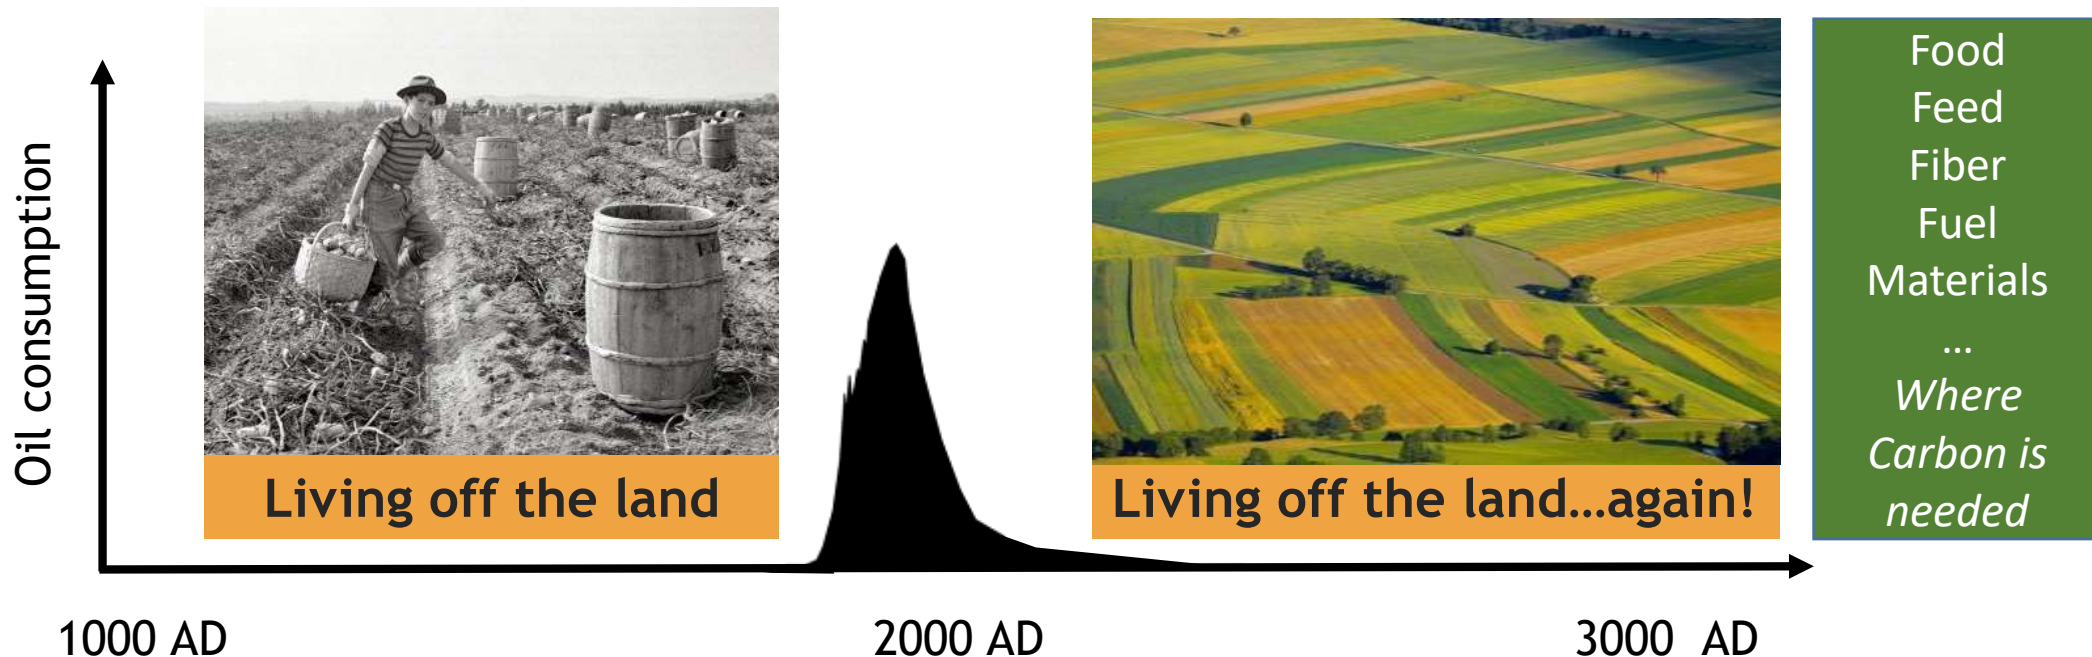 Oil consumption
Living off the land
Living off the land...again!
Food
Feed
Fiber
Fuel
Materials
...
Where
Carbon is
needed
1000 AD
2000 AD
3000 AD